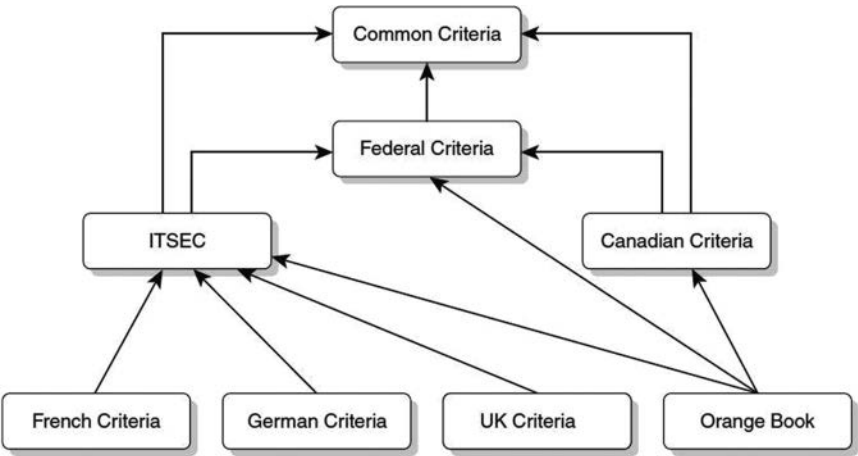 Common Criteria
Federal Criteria
ITSEC
Canadian Criteria
French Criteria
German Criteria
UK Criteria
Orange Book